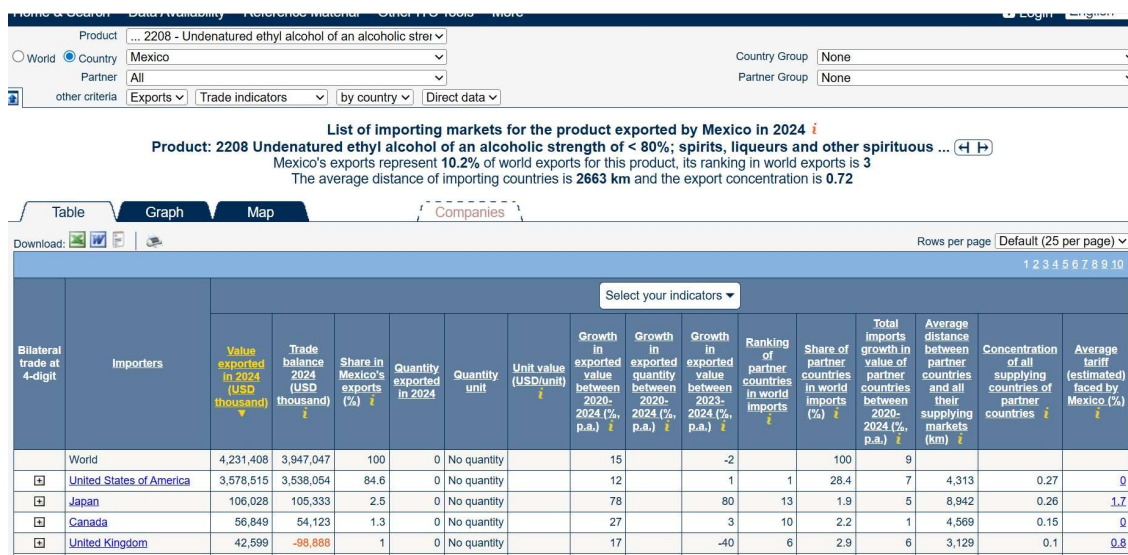 Home & Search Data Availability Reference Material Other ITC Tools More Login English
Product ... 2208 - Undenatured ethyl alcohol of an alcoholic stren
World Country Mexico Country Group None
Partner All Partner Group None
other criteria Exports Trade indicators by country Direct data
List of importing markets for the product exported by Mexico in 2024 i
Product: 2208 Undenatured ethyl alcohol of an alcoholic strength of < 80%; spirits, liqueurs and other spirituous ...
Mexico's exports represent 10.2% of world exports for this product, its ranking in world exports is 3
The average distance of importing countries is 2663 km and the export concentration is 0.72
Table Graph Map Companies
Download: Rows per page Default (25 per page)
1 2 3 4 5 6 7 8 9 10
Select your indicators
Bilateral trade at 4-digit
Importers
Value exported in 2024 (USD thousand)
Trade balance 2024 (USD thousand) i
Share in Mexico's exports (%) i
Quantity exported in 2024
Quantity unit
Unit value (USD/unit) i
Growth in exported value between 2020-2024 (%, p.a.) i
Growth in exported quantity between 2020-2024 (%, p.a.) i
Growth in exported value between 2023-2024 (%, p.a.) i
Ranking of partner countries in world imports i
Share of partner countries in world imports (%) i
Total imports growth in value of partner countries between 2020-2024 (%, p.a.) i
Average distance between partner countries and all their supplying markets (km) i
Concentration of all supplying countries of partner countries i
Average tariff (estimated) faced by Mexico (%) i
World 4,231,408 3,947,047 100 0 No quantity 15 -2 100 9
United States of America 3,578,515 3,538,054 84.6 0 No quantity 12 1 1 28.4 7 4,313 0.27 0
Japan 106,028 105,333 2.5 0 No quantity 78 80 13 1.9 5 8,942 0.26 1.7
Canada 56,849 54,123 1.3 0 No quantity 27 3 10 2.2 1 4,569 0.15 0
United Kingdom 42,599 -98,888 1 0 No quantity 17 -40 6 2.9 6 3,129 0.1 0.8